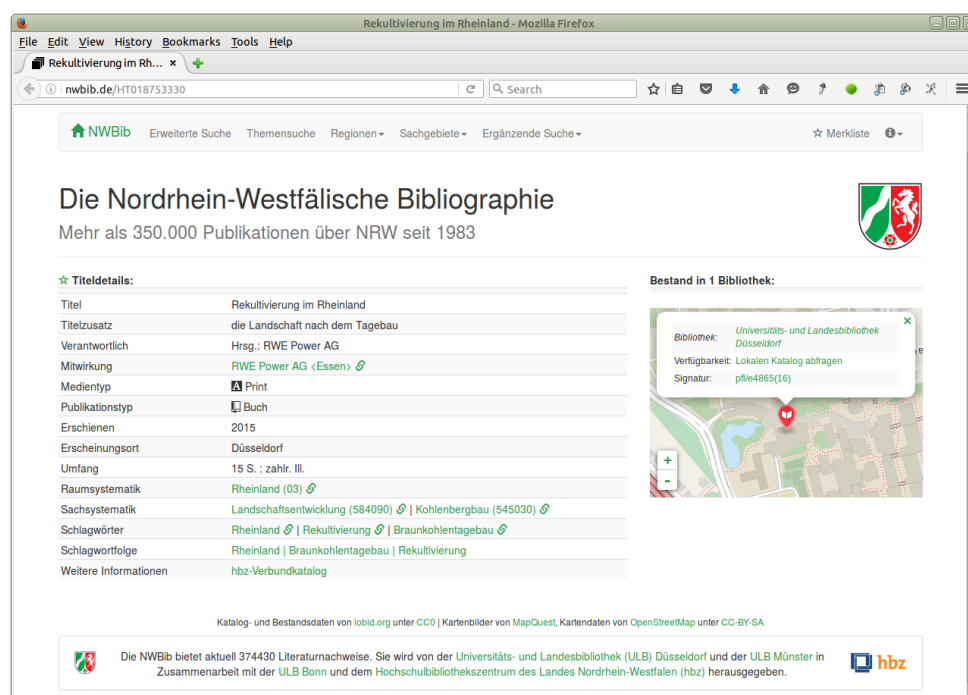 Rekultivierung im Rheinland - Mozilla Firefox
File Edit View History Bookmarks Tools Help
Rekultivierung im Rh...
nwbib.de/HT018753330
Search
NWBib Erweiterte Suche Themensuche Regionen Sachgebiete Ergänzende Suche Merkliste
Die Nordrhein-Westfälische Bibliographie
Mehr als 350.000 Publikationen über NRW seit 1983
Titeldetails:
Titel Rekultivierung im Rheinland
Titelzusatz die Landschaft nach dem Tagebau
Verantwortlich Hrsg.: RWE Power AG
Mitwirkung RWE Power AG <Essen>
Medientyp Print
Publikationstyp Buch
Erschienen 2015
Erscheinungsort Düsseldorf
Umfang 15 S. : zahlr. Ill.
Raumsystematik Rheinland (03)
Sachsystematik Landschaftsentwicklung (584090) | Kohlenbergbau (545030)
Schlagwörter Rheinland | Rekultivierung | Braunkohlentagebau
Schlagwortfolge Rheinland | Braunkohlentagebau | Rekultivierung
Weitere Informationen hbz-Verbundkatalog
Bestand in 1 Bibliothek:
Bibliothek: Universitäts- und Landesbibliothek
Düsseldorf
Verfügbarkeit: Lokalen Katalog abfragen
Signatur: pfl/e4865(16)
+
-
Katalog- und Bestandsdaten von lobid.org unter CC0 | Kartenbilder von MapQuest, Kartendaten von OpenStreetMap unter CC-BY-SA
Die NWBib bietet aktuell 374430 Literaturnachweise. Sie wird von der Universitäts- und Landesbibliothek (ULB) Düsseldorf und der ULB Münster in
Zusammenarbeit mit der ULB Bonn und dem Hochschulbibliothekszentrum des Landes Nordrhein-Westfalen (hbz) herausgegeben.
hbz